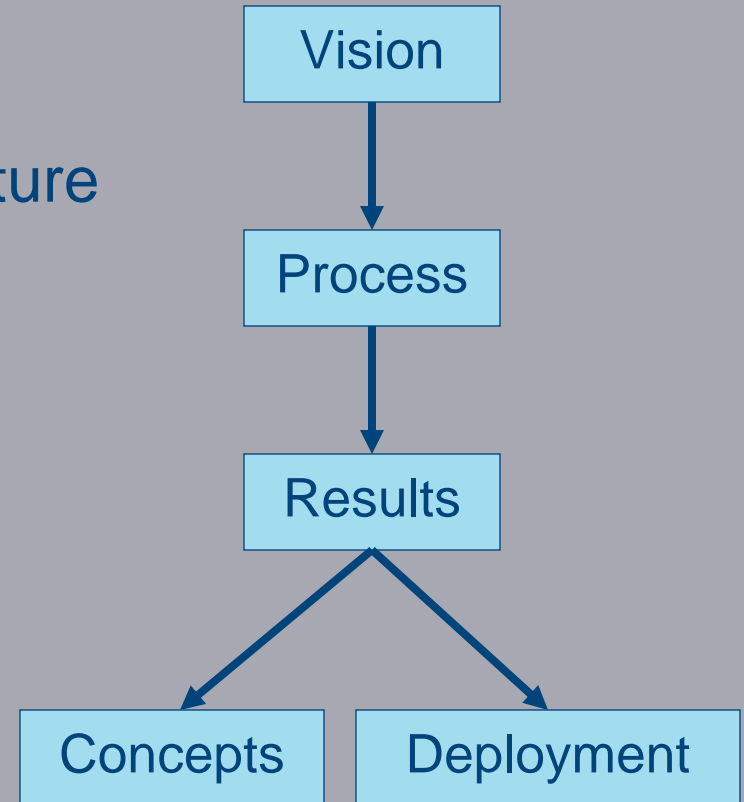 Vision
ture
Process
Results
Concepts
Deployment